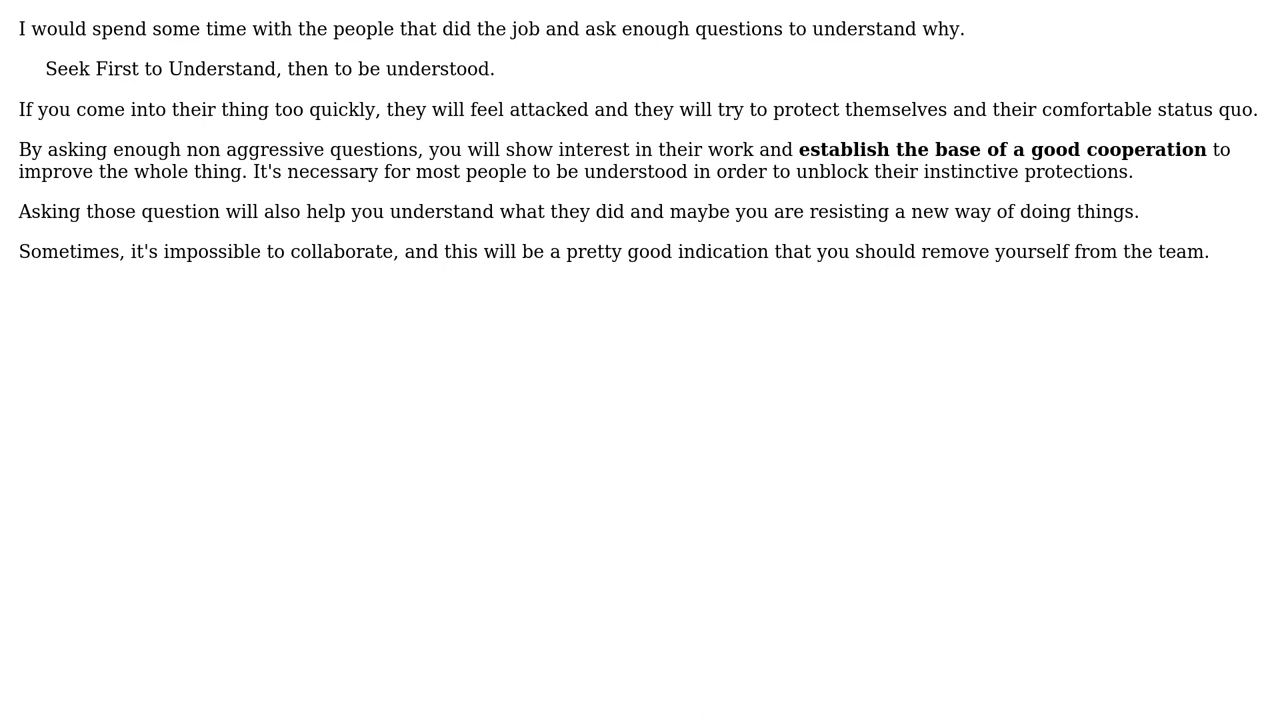 I would spend some time with the people that did the job and ask enough questions to understand why.
Seek First to Understand, then to be understood.
If you come into their thing too quickly, they will feel attacked and they will try to protect themselves and their comfortable status quo.
By asking enough non aggressive questions, you will show interest in their work and establish the base of a good cooperation to
improve the whole thing. It's necessary for most people to be understood in order to unblock their instinctive protections.
Asking those question will also help you understand what they did and maybe you are resisting a new way of doing things.
Sometimes, it's impossible to collaborate, and this will be a pretty good indication that you should remove yourself from the team.